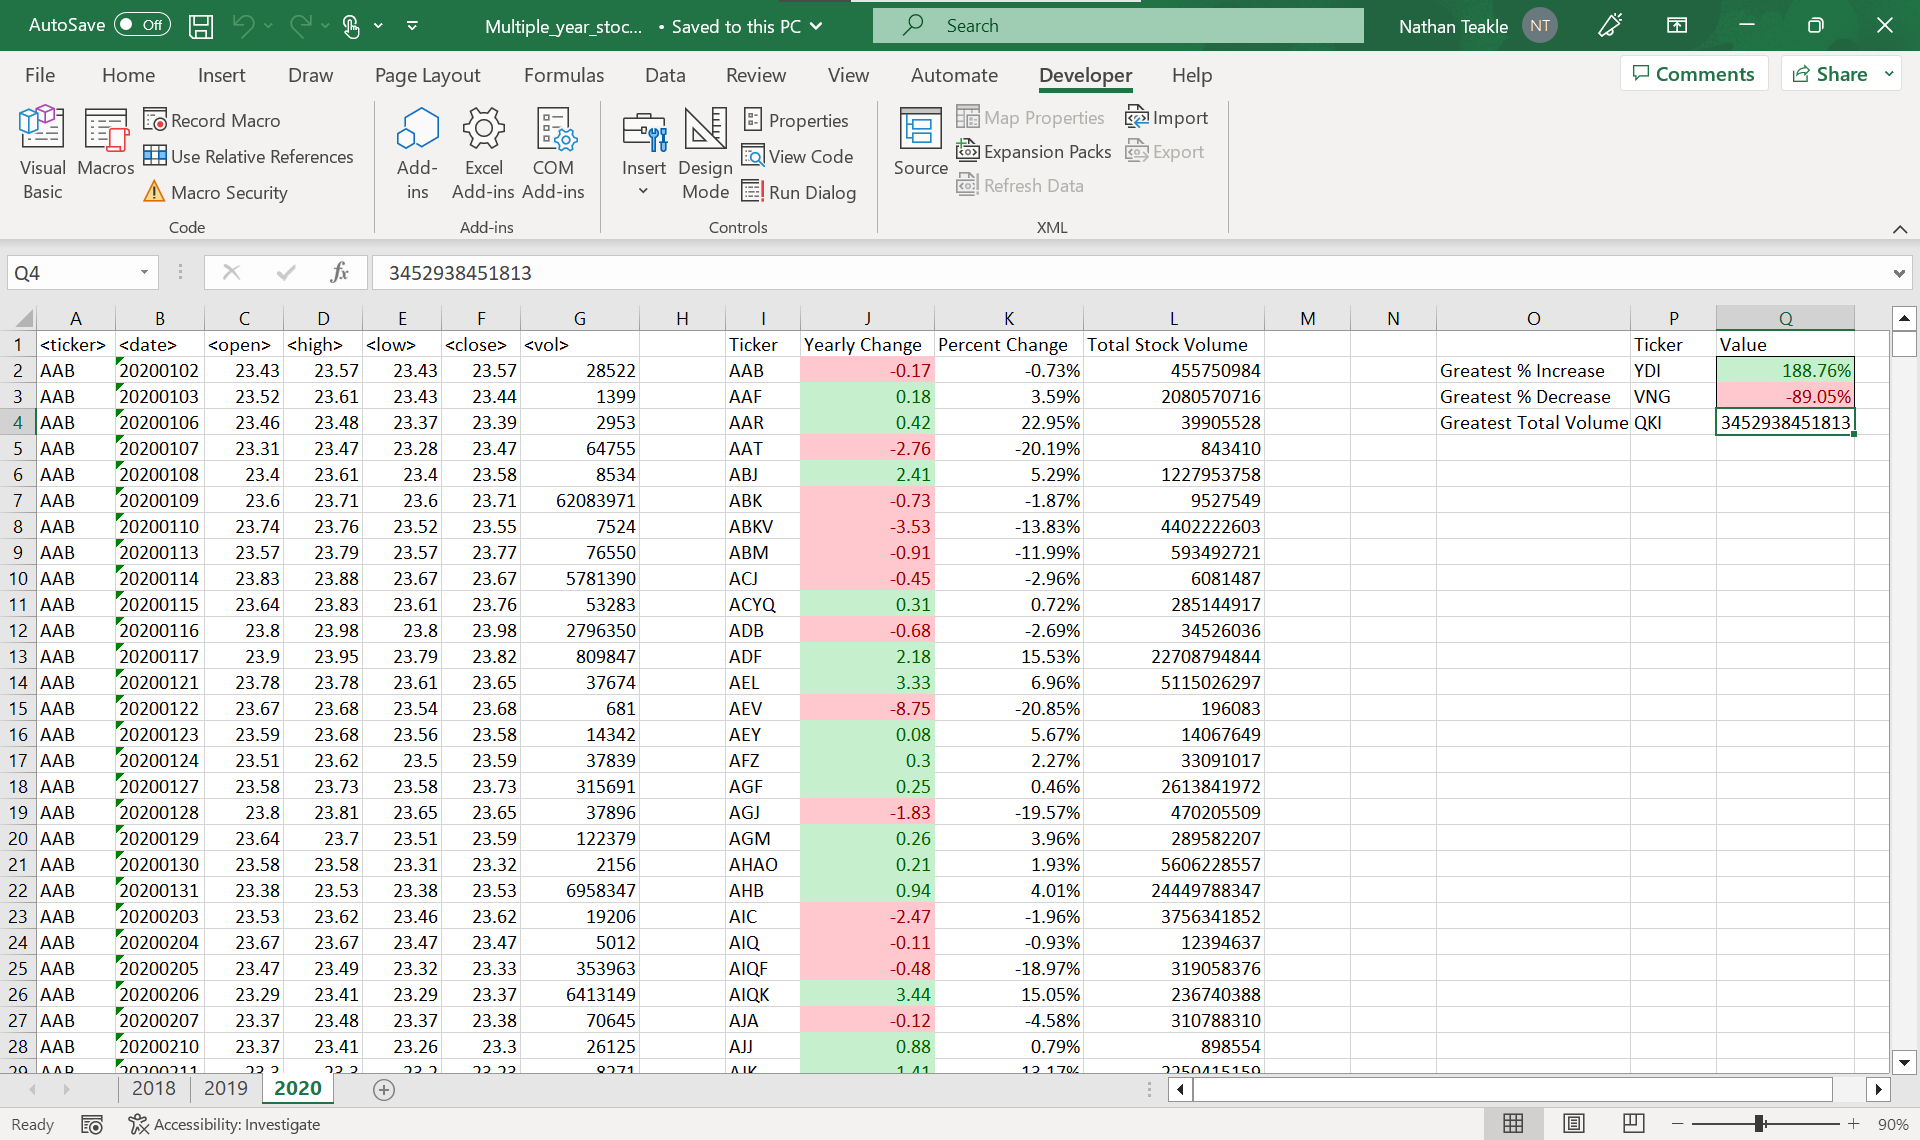 AutoSave Off Multiple_year_stoc... • Saved to this PC Search Nathan Teakle NT
File Home Insert Draw Page Layout Formulas Data Review View Automate Developer Help Comments Share
Visual Basic Macros Record Macro Use Relative References Macro Security Code
Add-ins Excel Add-ins COM Add-ins Add-ins
Insert Design Mode Properties View Code Run Dialog Controls
Source Map Properties Expansion Packs Refresh Data Import Export XML
Q4 fx 3452938451813
A B C D E F G H I J K L M N O P Q
1 <ticker> <date> <open> <high> <low> <close> <vol> Ticker Yearly Change Percent Change Total Stock Volume Ticker Value
2 AAB 20200102 23.43 23.57 23.43 23.57 28522 AAB -0.17 -0.73% 455750984 Greatest % Increase YDI 188.76%
3 AAB 20200103 23.52 23.61 23.43 23.44 1399 AAF 0.18 3.59% 2080570716 Greatest % Decrease VNG -89.05%
4 AAB 20200106 23.46 23.48 23.37 23.39 2953 AAR 0.42 22.95% 39905528 Greatest Total Volume QKI 3452938451813
5 AAB 20200107 23.31 23.47 23.28 23.47 64755 AAT -2.76 -20.19% 843410
6 AAB 20200108 23.4 23.61 23.4 23.58 8534 ABJ 2.41 5.29% 1227953758
7 AAB 20200109 23.6 23.71 23.6 23.71 62083971 ABK -0.73 -1.87% 9527549
8 AAB 20200110 23.74 23.76 23.52 23.55 7524 ABKV -3.53 -13.83% 4402222603
9 AAB 20200113 23.57 23.79 23.57 23.77 76550 ABM -0.91 -11.99% 593492721
10 AAB 20200114 23.83 23.88 23.67 23.67 5781390 ACJ -0.45 -2.96% 6081487
11 AAB 20200115 23.64 23.83 23.61 23.76 53283 ACYQ 0.31 0.72% 285144917
12 AAB 20200116 23.8 23.98 23.8 23.98 2796350 ADB -0.68 -2.69% 34526036
13 AAB 20200117 23.9 23.95 23.79 23.82 809847 ADF 2.18 15.53% 22708794844
14 AAB 20200121 23.78 23.78 23.61 23.65 37674 AEL 3.33 6.96% 5115026297
15 AAB 20200122 23.67 23.68 23.54 23.68 681 AEV -8.75 -20.85% 196083
16 AAB 20200123 23.59 23.68 23.56 23.58 14342 AEY 0.08 5.67% 14067649
17 AAB 20200124 23.51 23.62 23.5 23.59 37839 AFZ 0.3 2.27% 33091017
18 AAB 20200127 23.58 23.73 23.58 23.73 315691 AGF 0.25 0.46% 2613841972
19 AAB 20200128 23.8 23.81 23.65 23.65 37896 AGJ -1.83 -19.57% 470205509
20 AAB 20200129 23.64 23.7 23.51 23.59 122379 AGM 0.26 3.96% 289582207
21 AAB 20200130 23.58 23.58 23.31 23.32 2156 AHAO 0.21 1.93% 5606228557
22 AAB 20200131 23.38 23.53 23.38 23.53 6958347 AHB 0.94 4.01% 24449788347
23 AAB 20200203 23.53 23.62 23.46 23.62 19206 AIC -2.47 -1.96% 3756341852
24 AAB 20200204 23.67 23.67 23.47 23.47 5012 AIQ -0.11 -0.93% 12394637
25 AAB 20200205 23.47 23.49 23.32 23.33 353963 AIQF -0.48 -18.97% 319058376
26 AAB 20200206 23.29 23.41 23.29 23.37 6413149 AIQK 3.44 15.05% 236740388
27 AAB 20200207 23.37 23.48 23.37 23.38 70645 AJA -0.12 -4.58% 310788310
28 AAB 20200210 23.37 23.41 23.26 23.3 26125 AJJ 0.88 0.79% 898554
29 AAB 20200211 23.3 23.3 23.2 23.23 8271 AJK 1.41 13.17% 2250415159
2018 2019 2020
Ready Accessibility: Investigate 90%